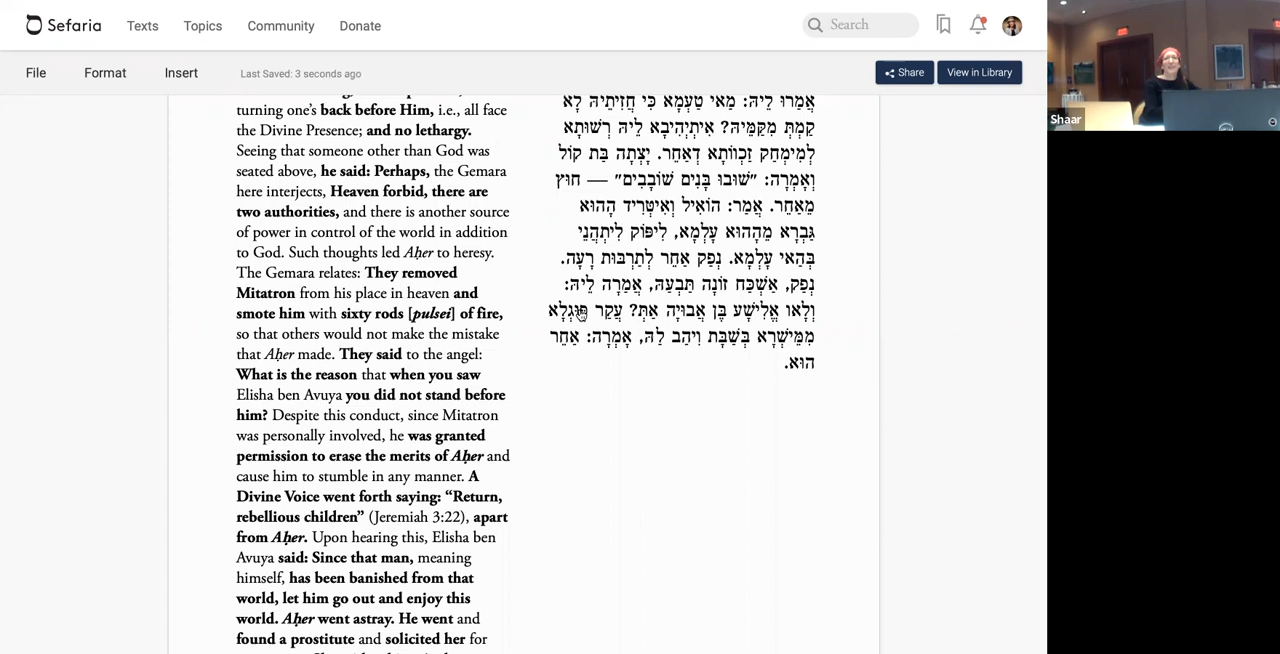 Sefaria
Texts
Topics
Community
Donate
Search
File
Format
Insert
Last Saved: 3 seconds ago
Share
View in Library
turning one's back before Him, i.e., all face
the Divine Presence; and no lethargy.
Seeing that someone other than God was
seated above, he said: Perhaps, the Gemara
here interjects, Heaven forbid, there are
two authorities, and there is another source
of power in control of the world in addition
to God. Such thoughts led Aḥer to heresy.
The Gemara relates: They removed
Mitatron from his place in heaven and
smote him with sixty rods [pulsei] of fire,
so that others would not make the mistake
that Aḥer made. They said to the angel:
What is the reason that when you saw
Elisha ben Avuya you did not stand before
him? Despite this conduct, since Mitatron
was personally involved, he was granted
permission to erase the merits of Aḥer and
cause him to stumble in any manner. A
Divine Voice went forth saying: “Return,
rebellious children” (Jeremiah 3:22), apart
from Aḥer. Upon hearing this, Elisha ben
Avuya said: Since that man, meaning
himself, has been banished from that
world, let him go out and enjoy this
world. Aḥer went astray. He went and
found a prostitute and solicited her for
אֲמַרוּ לֵיהּ: מַאי טַעְמָא כִּי חֲזִיתֵיהּ לָא
קַמְתְּ מִקַּמֵּיהּ? אִיתְיְהִיבָא לֵיהּ רְשׁוּתָא
לְמִימְחַק זַכְווֹתָא דְאַחֵר. יָצְתָה בַּת קוֹל
וְאָמְרָה: ״שׁוּבוּ בָּנִים שׁוֹבָבִים״ — חוּץ
מֵאַחֵר. אֲמַר: הוֹאִיל וְאִיטְּרִיד הָהוּא
גַּבְרָא מֵהָהוּא עָלְמָא, לִיפּוֹק לִיתְהֲנֵי
בְּהַאי עָלְמָא. נְפַק אַחֵר לְתַרְבּוּת רָעָה.
נְפַק, אַשְׁכַּח זוֹנָה תַּבְעַהּ, אֲמַרָה לֵיהּ:
וְלָאו אֱלִישָׁע בֶּן אֲבוּיָה אַתְּ? עֲקַר פּוּגְלָא
מִמֵּישְׁרָא בְּשַׁבָּת וִיהַב לַהּ, אָמְרָה: אַחֵר
הוּא.
Shaar